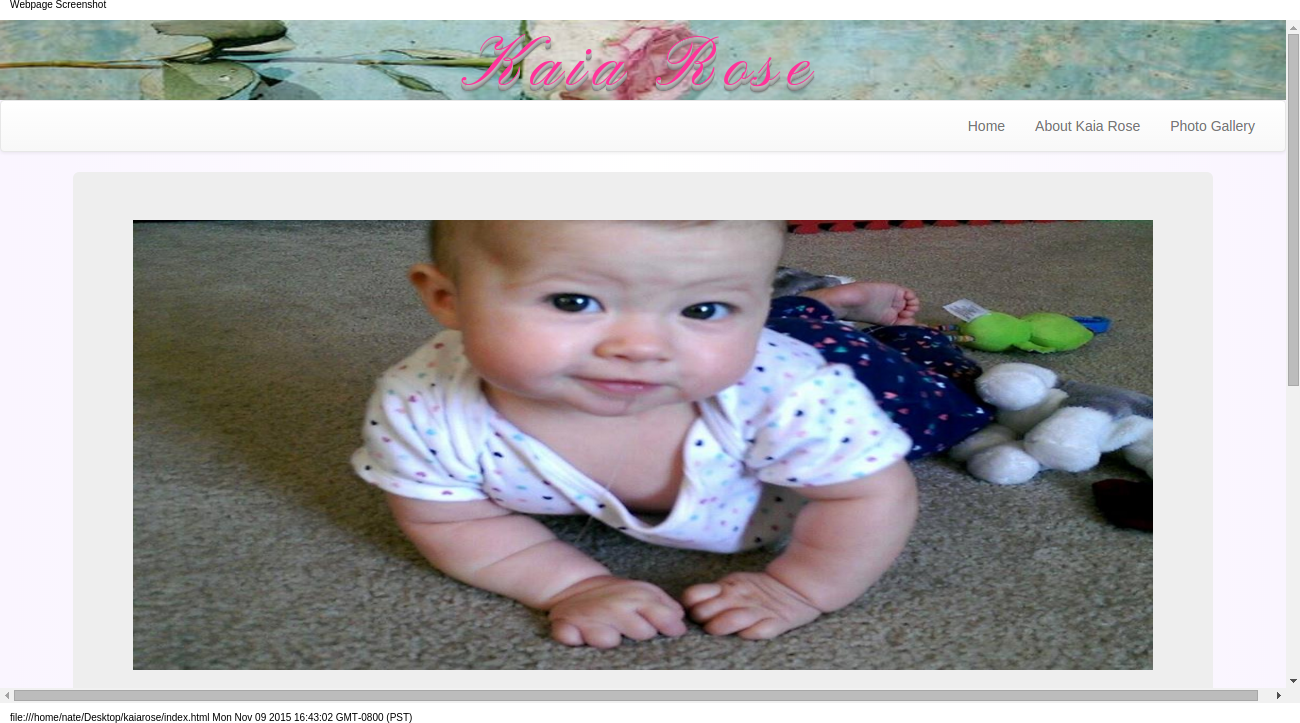 Webpage Screenshot
Kaia Rose
Home About Kaia Rose Photo Gallery
file:///home/nate/Desktop/kaiarose/index.html Mon Nov 09 2015 16:43:02 GMT-0800 (PST)